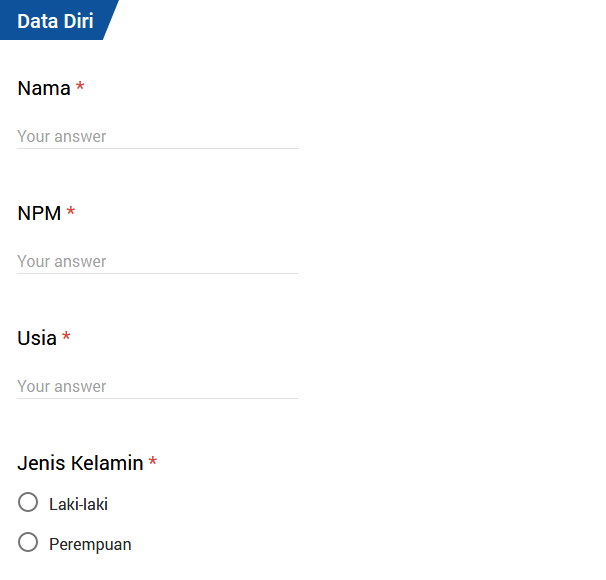 Data Diri
Nama *
Your answer
NPM *
Your answer
Usia *
Your answer
Jenis Kelamin *
Laki-laki
Perempuan